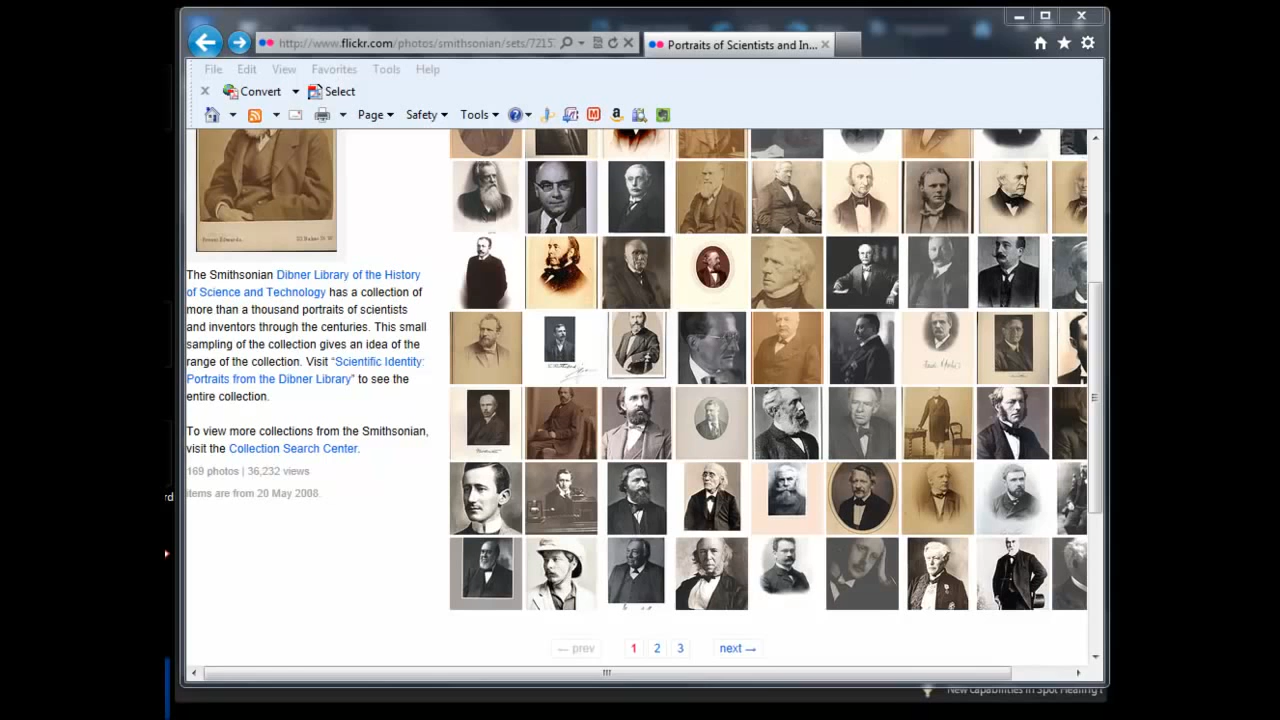 http://www.flickr.com/photos/smithsonian/sets/7215
Portraits of Scientists and In...
File Edit View Favorites Tools Help
Convert Select
Page Safety Tools
The Smithsonian Dibner Library of the History
of Science and Technology has a collection of
more than a thousand portraits of scientists
and inventors through the centuries. This small
sampling of the collection gives an idea of the
range of the collection. Visit “Scientific Identity:
Portraits from the Dibner Library” to see the
entire collection.
To view more collections from the Smithsonian,
visit the Collection Search Center.
169 photos | 36,232 views
items are from 20 May 2008.
rd
← prev 1 2 3 next →
New Capabilities in Spot Healing